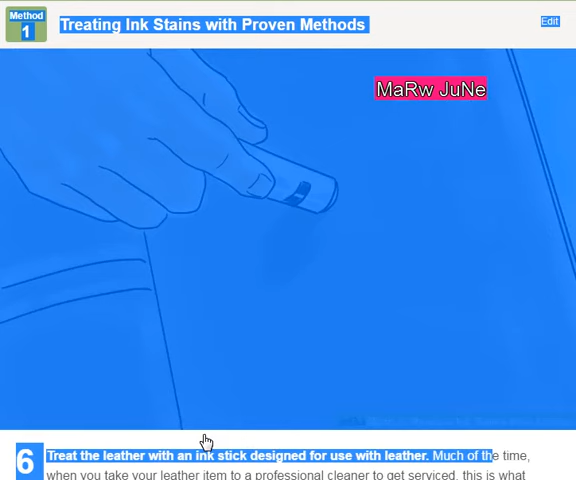 Method
1
Treating Ink Stains with Proven Methods
Edit
MaRw JuNe
6
Treat the leather with an ink stick designed for use with leather. Much of the time,
when you take your leather item to a professional cleaner to get serviced, this is what